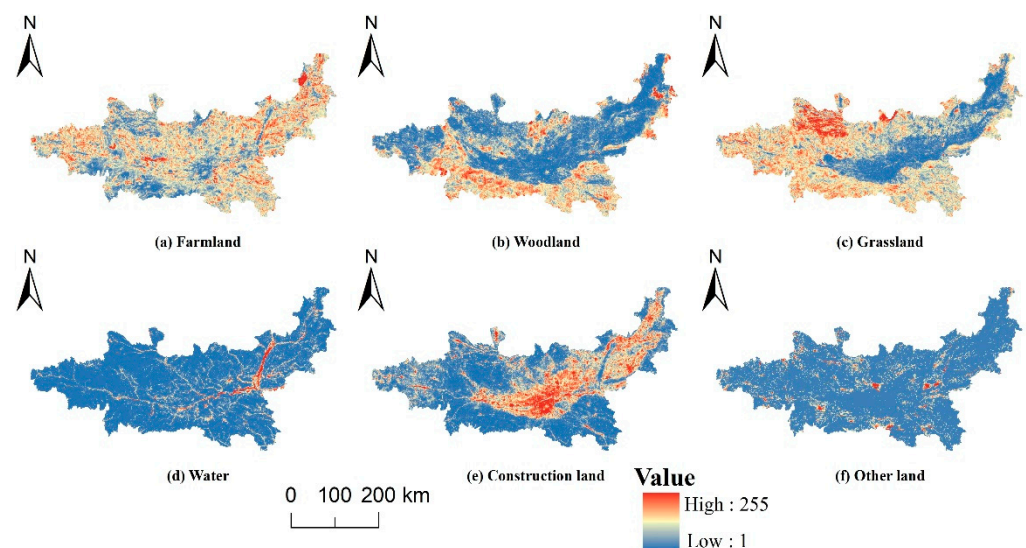 N
N
N
(a) Farmland
(b) Woodland
(c) Grassland
N
N
N
(d) Water
(e) Construction land
(f) Other land
0 100 200 km
Value
High : 255
Low : 1